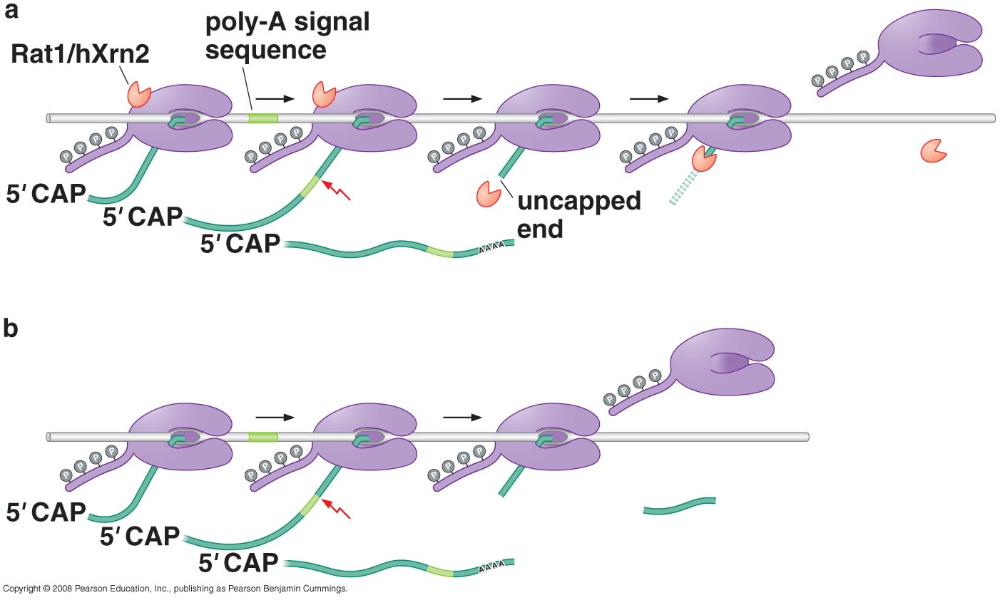 a
poly-A signal
sequence
Rat1/hXrn2
P P P P
P P P P
P P P P
P P P P
P P P P
5′ CAP
5′ CAP
5′ CAP
AAAA
uncapped
end
b
P P P P
P P P P
P P P P
P P P P
5′ CAP
5′ CAP
5′ CAP
AAAA
Copyright © 2008 Pearson Education, Inc., publishing as Pearson Benjamin Cummings.